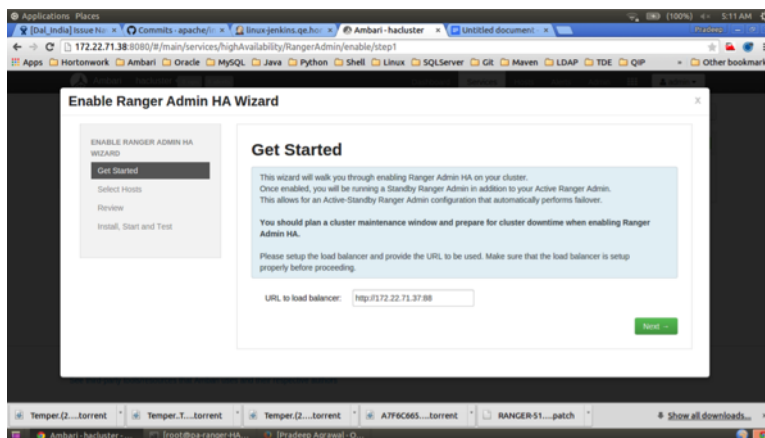 Applications Places
(100%) 5:11 AM
[Dal_India] Issue Na × Commits · apache/in × linux-jenkins.qe.hor × Ambari - hacluster × Untitled document - ×
Pradeep
172.22.71.38:8080/#/main/services/highAvailability/RangerAdmin/enable/step1
Apps Hortonwork Ambari Oracle MySQL Java Python Shell Linux SQLServer Git Maven LDAP TDE QIP » Other bookmark
Ambari Services admin
Enable Ranger Admin HA Wizard X
ENABLE RANGER ADMIN HA
WIZARD
Get Started
Select Hosts
Review
Install, Start and Test
Get Started
This wizard will walk you through enabling Ranger Admin HA on your cluster.
Once enabled, you will be running a Standby Ranger Admin in addition to your Active Ranger Admin.
This allows for an Active-Standby Ranger Admin configuration that automatically performs failover.
You should plan a cluster maintenance window and prepare for cluster downtime when enabling Ranger
Admin HA.
Please setup the load balancer and provide the URL to be used. Make sure that the load balancer is setup
properly before proceeding.
URL to load balancer: http://172.22.71.37:88
Next →
Temper.(2....torrent Temper..T....torrent Temper.(2....torrent A7F6C665....torrent RANGER-51....patch Show all downloads...
Ambari - hacluster - ... [root@pa-ranger-HA... [Pradeep Agrawal - O...